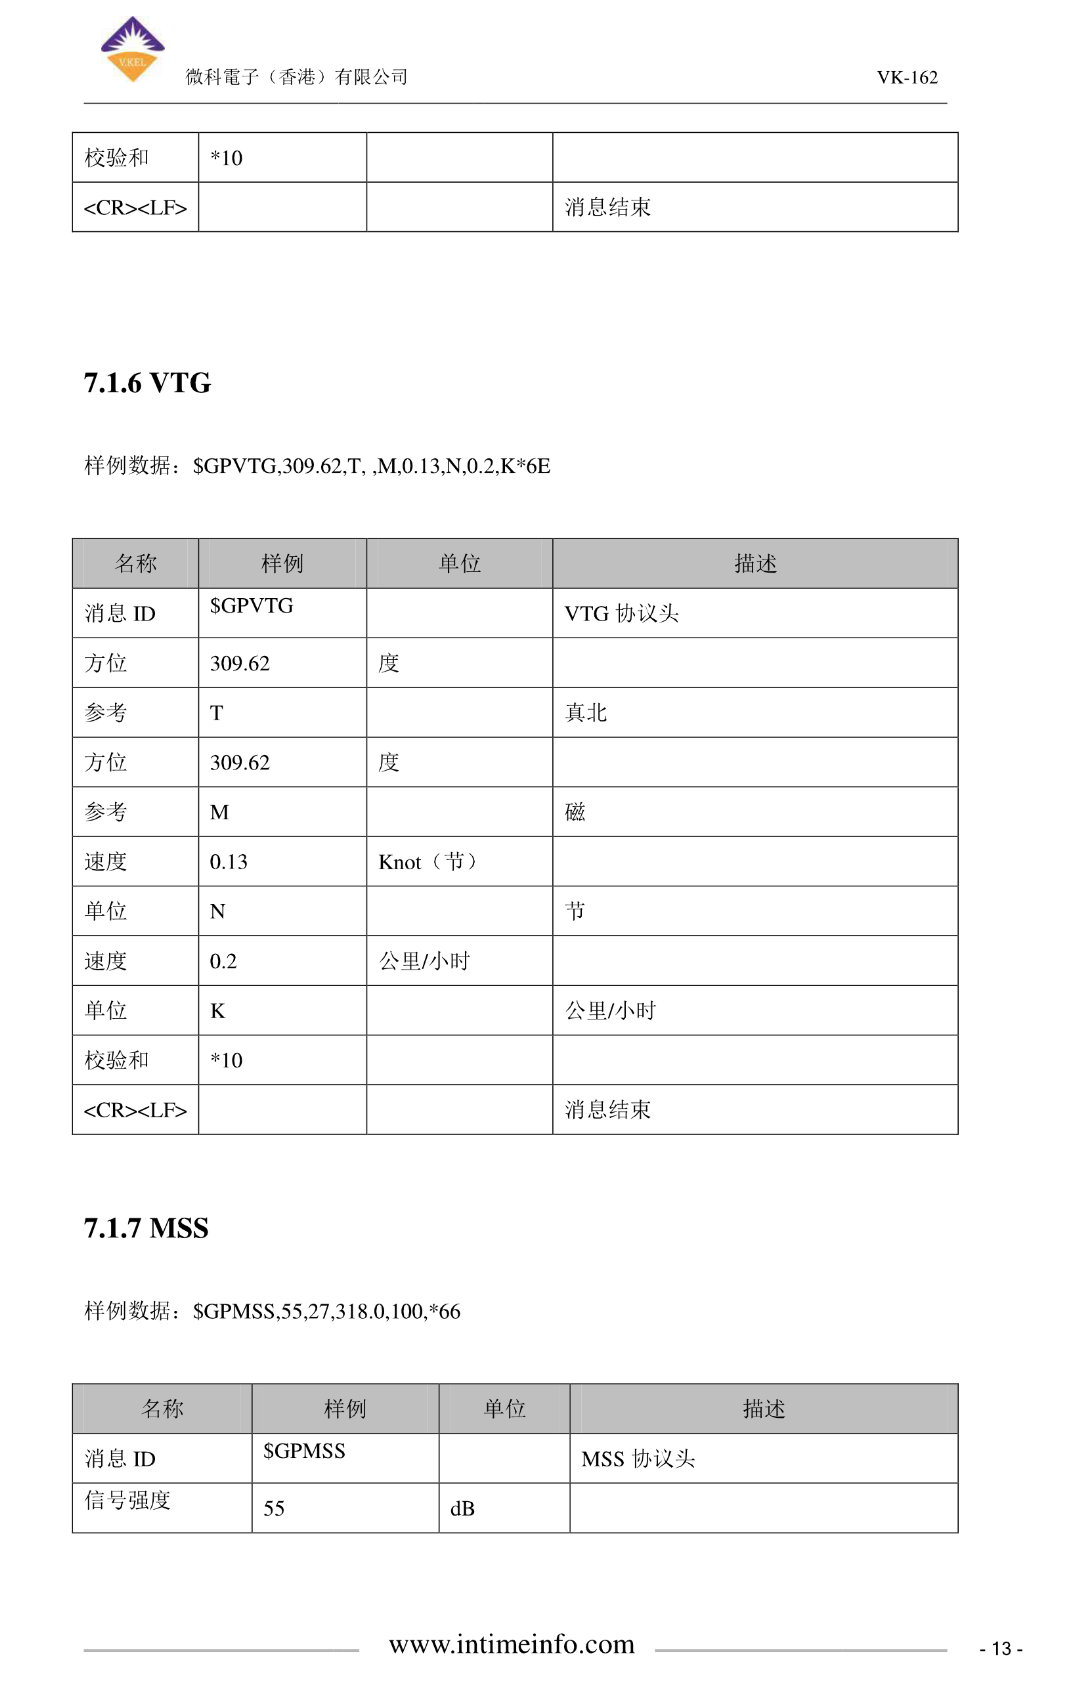 V.KEL
微科電子（香港）有限公司 VK-162
校验和 *10
<CR><LF> 消息结束
7.1.6 VTG
样例数据：$GPVTG,309.62,T, ,M,0.13,N,0.2,K*6E
名称 样例 单位 描述
消息 ID $GPVTG VTG 协议头
方位 309.62 度
参考 T 真北
方位 309.62 度
参考 M 磁
速度 0.13 Knot（节）
单位 N 节
速度 0.2 公里/小时
单位 K 公里/小时
校验和 *10
<CR><LF> 消息结束
7.1.7 MSS
样例数据：$GPMSS,55,27,318.0,100,*66
名称 样例 单位 描述
消息 ID $GPMSS MSS 协议头
信号强度 55 dB
www.intimeinfo.com - 13 -